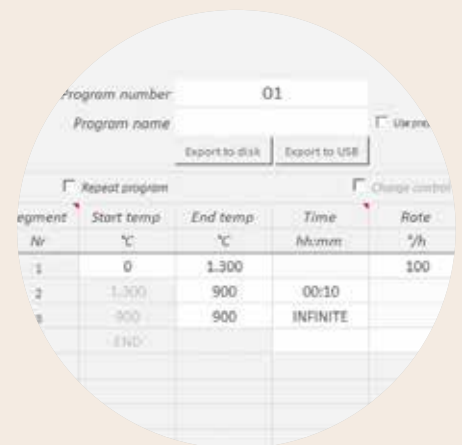 Program number 01
Program name
Use
Export to disk Export to USB
Repeat program Change control
egment Start temp End temp Time Rate
Nr °C °C hh:mm °/h
1 0 1.300 100
2 1.300 900 00:10
900 900 INFINITE
END